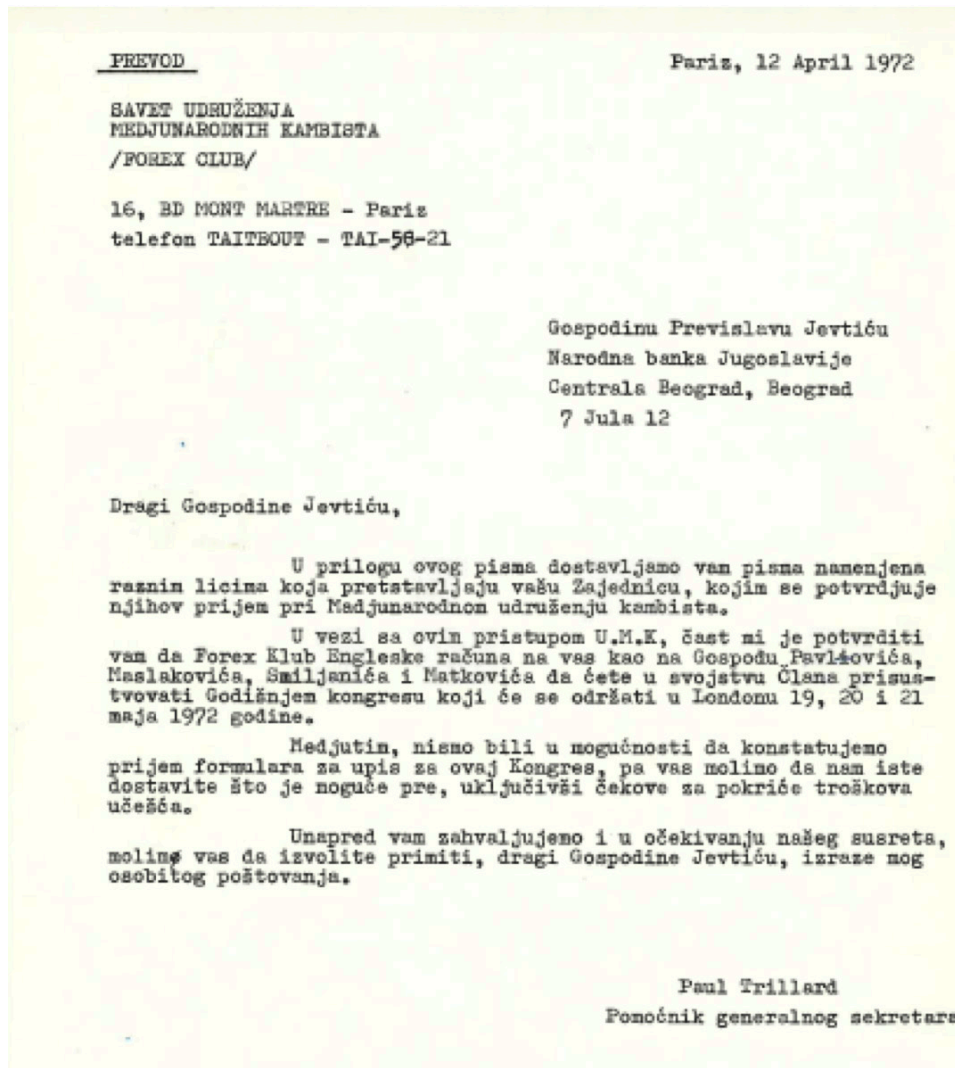 PREVOD
Pariz, 12 April 1972
SAVET UDRUŽENJA
MEDJUNARODNIH KAMBISTA
/FOREX CLUB/
16, BD MONT MARTRE - Pariz
telefon TAITBOUT - TAI-58-21
Gospodinu Previslavu Jevtiću
Narodna banka Jugoslavije
Centrala Beograd, Beograd
7 Jula 12
Dragi Gospodine Jevtiću,
U prilogu ovog pisma dostavljamo vam pisma namenjena
raznim licima koja pretstavljaju vašu Zajednicu, kojim se potvrdjuje
njihov prijem pri Madjunarodnom udruženju kambista.
U vezi sa ovin pristupom U.M.K, čast mi je potvrditi
vam da Forex Klub Engleske računa na vas kao na Gospodu Pavlovića,
Maslakovića, Smiljanića i Matkovića da ćete u svojstvu Člana prisus-
tvovati Godišnjem kongresu koji će se održati u Londonu 19, 20 i 21
maja 1972 godine.
Medjutim, nismo bili u mogućnosti da konstatujemo
prijem formulara za upis za ovaj Kongres, pa vas molimo da nam iste
dostavite što je moguće pre, uključivši čekove za pokriće troškova
učešća.
Unapred vam zahvaljujemo i u očekivanju našeg susreta,
molimo vas da izvolite primiti, dragi Gospodine Jevtiću, izraze mog
osobitog poštovanja.
Paul Trillard
Pomoćnik generalnog sekretara